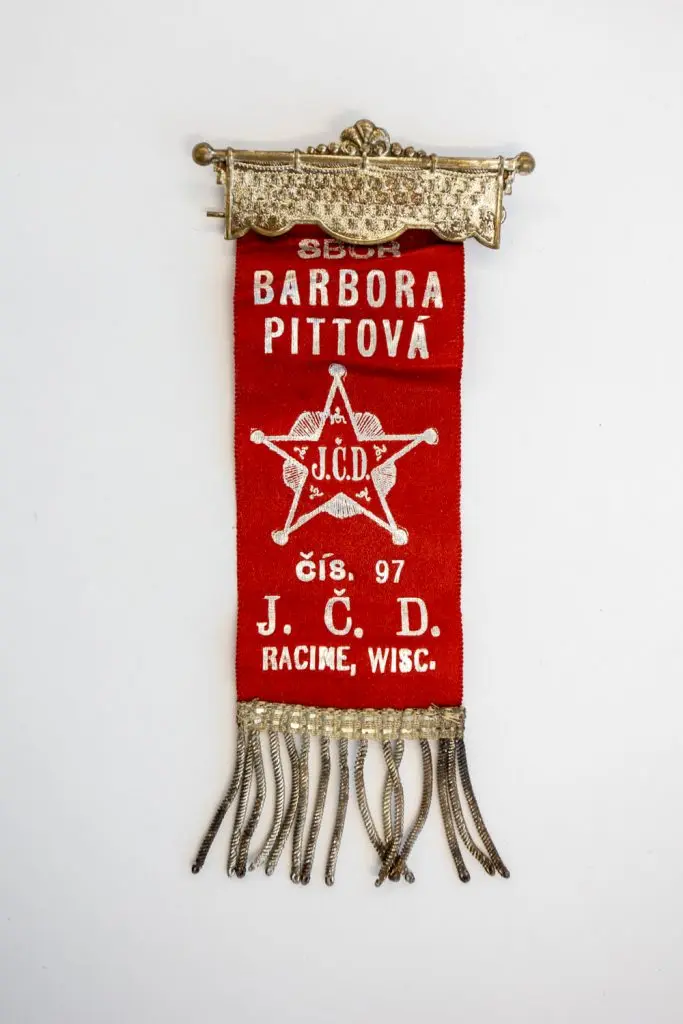 SBOR
BARBORA
PITTOVÁ
J.Č.D.
čís. 97
J. Č. D.
RACINE, WISC.